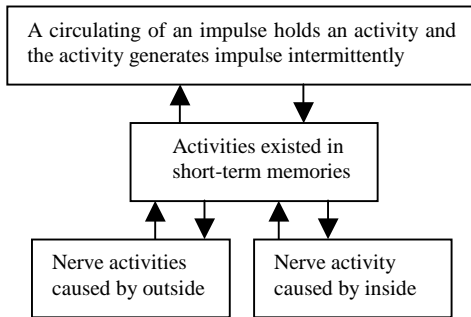 A circulating of an impulse holds an activity and
the activity generates impulse intermittently
Activities existed in
short-term memories
Nerve activities
caused by outside
Nerve activity
caused by inside